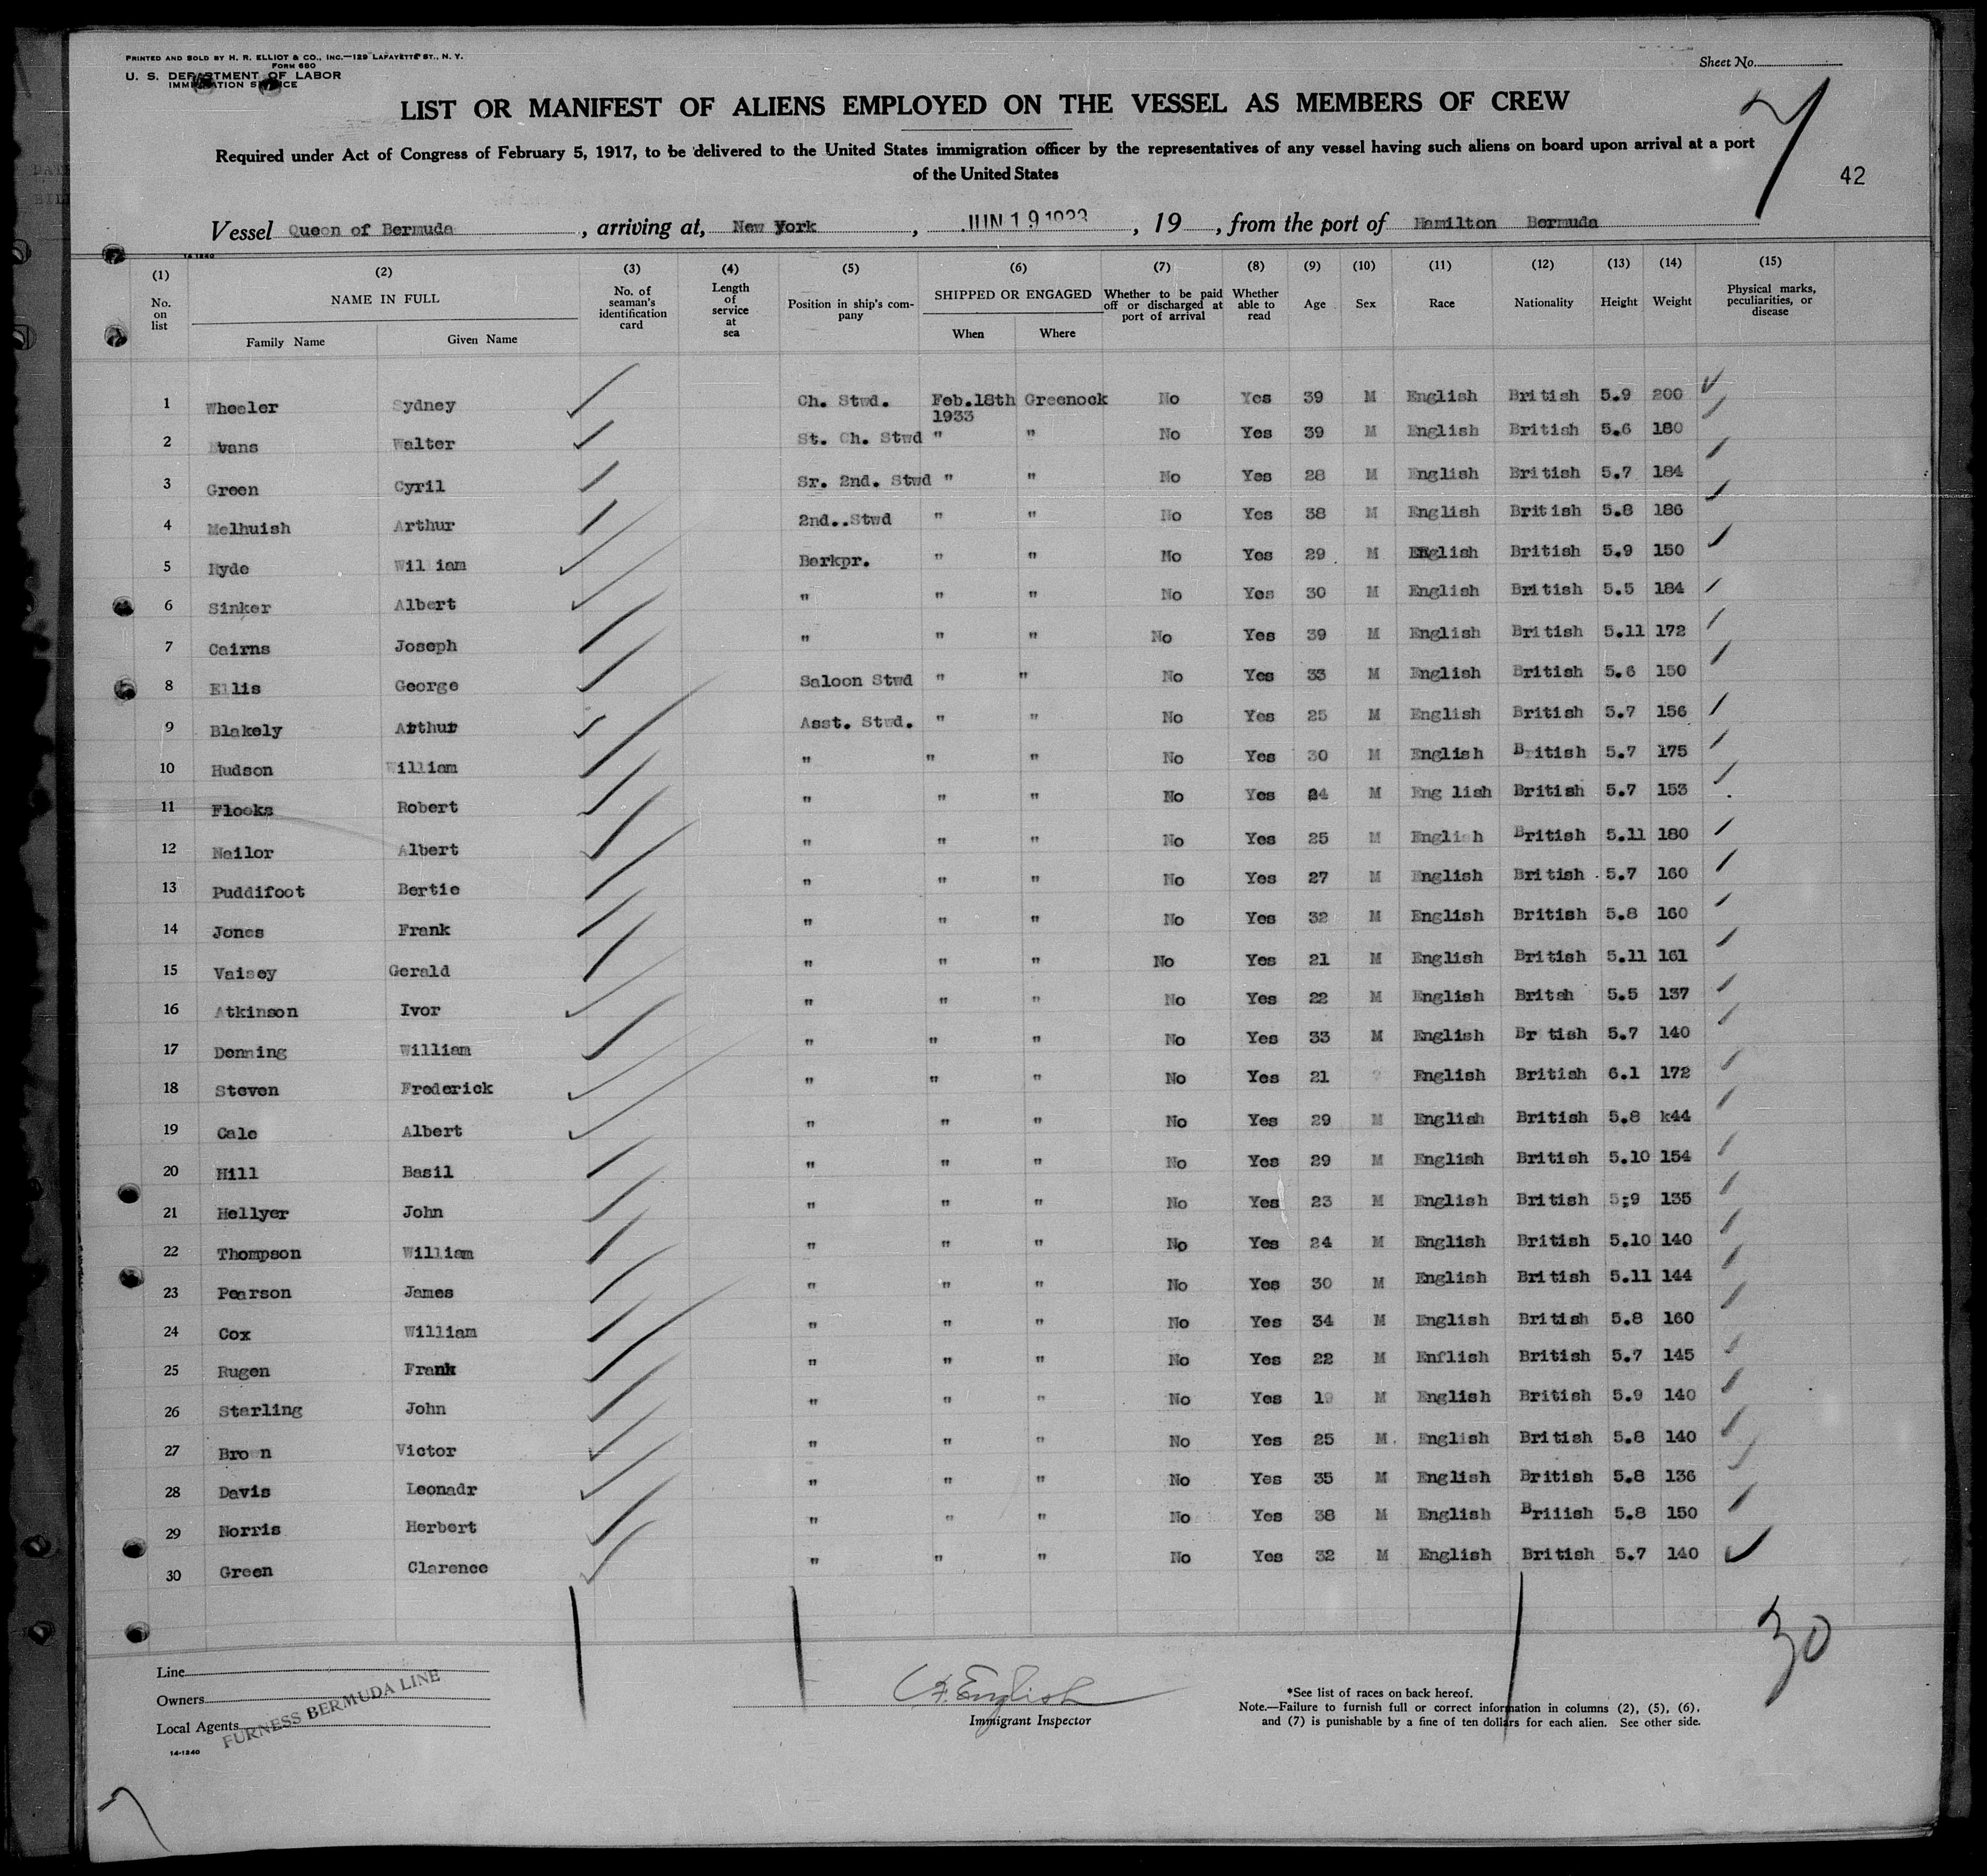 PRINTED AND SOLD BY H. R. ELLIOT & CO., INC.—129 LAFAYETTE ST., N. Y.
FORM 680
U. S. DEPARTMENT OF LABOR
IMMIGRATION SERVICE
Sheet No.
LIST OR MANIFEST OF ALIENS EMPLOYED ON THE VESSEL AS MEMBERS OF CREW
7
Required under Act of Congress of February 5, 1917, to be delivered to the United States immigration officer by the representatives of any vessel having such aliens on board upon arrival at a port
of the United States
42
Vessel Queen of Bermuda, arriving at, New York, JUN 19 1933, 19, from the port of Hamilton Bermuda
14-1240
(1) (2) (3) (4) (5) (6) (7) (8) (9) (10) (11) (12) (13) (14) (15)
No. on list NAME IN FULL Family Name Given Name No. of seaman's identification card Length of service at sea Position in ship's company SHIPPED OR ENGAGED When Where Whether to be paid off or discharged at port of arrival Whether able to read Age Sex Race Nationality Height Weight Physical marks, peculiarities, or disease
1 Wheeler Sydney Ch. Stwd. Feb.18th 1933 Greenock No Yes 39 M English British 5.9 200
2 Evans Walter St. Ch. Stwd " " No Yes 39 M English British 5.6 180
3 Green Cyril Sr. 2nd. Stwd " " No Yes 28 M English British 5.7 184
4 Melhuish Arthur 2nd..Stwd " " No Yes 38 M English British 5.8 186
5 Hyde William Berkpr. " " No Yes 29 M English British 5.9 150
6 Sinker Albert " " " No Yes 30 M English British 5.5 184
7 Cairns Joseph " " " No Yes 39 M English British 5.11 172
8 Ellis George Saloon Stwd " " No Yes 33 M English British 5.6 150
9 Blakely Arthur Asst. Stwd. " " No Yes 25 M English British 5.7 156
10 Hudson William " " " No Yes 30 M English British 5.7 175
11 Flooks Robert " " " No Yes 24 M Eng lish British 5.7 153
12 Nailor Albert " " " No Yes 25 M English British 5.11 180
13 Puddifoot Bertie " " " No Yes 27 M English British 5.7 160
14 Jones Frank " " " No Yes 32 M English British 5.8 160
15 Vaisey Gerald " " " No Yes 21 M English British 5.11 161
16 Atkinson Ivor " " " No Yes 22 M English Britsh 5.5 137
17 Denning William " " " No Yes 33 M English Br tish 5.7 140
18 Steven Frederick " " " No Yes 21 English British 6.1 172
19 Cale Albert " " " No Yes 29 M English British 5.8 k44
20 Hill Basil " " " No Yes 29 M English British 5.10 154
21 Hellyer John " " " No Yes 23 M English British 5;9 135
22 Thompson William " " " No Yes 24 M English British 5.10 140
23 Pearson James " " " No Yes 30 M English British 5.11 144
24 Cox William " " " No Yes 34 M English British 5.8 160
25 Rugen Frank " " " No Yes 22 M Enflish British 5.7 145
26 Starling John " " " No Yes 19 M English British 5.9 140
27 Brown Victor " " " No Yes 25 M. English British 5.8 140
28 Davis Leonadr " " " No Yes 35 M English British 5.8 136
29 Norris Herbert " " " No Yes 38 M English Briiish 5.8 150
30 Green Clarence " " " No Yes 32 M English British 5.7 140
30
Line
Owners
Local Agents
FURNESS BERMUDA LINE
14-1240
English
Immigrant Inspector
*See list of races on back hereof.
Note.—Failure to furnish full or correct information in columns (2), (5), (6),
and (7) is punishable by a fine of ten dollars for each alien. See other side.